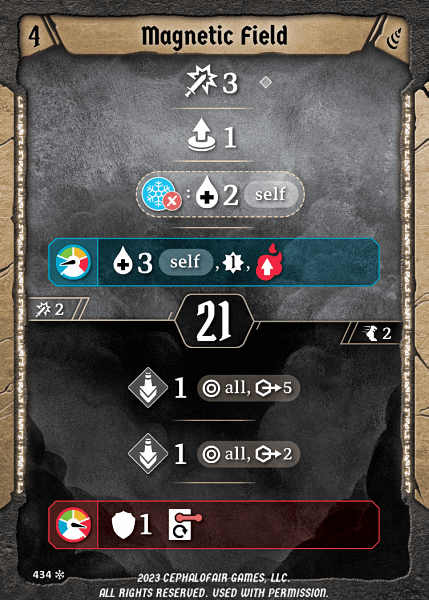 4 Magnetic Field
3
1
: 2 self
3 self , 1 ,
2
21
2
1 all, 5
1 all, 2
1
434
2023 CEPHALOFAIR GAMES, LLC.
ALL RIGHTS RESERVED. USED WITH PERMISSION.